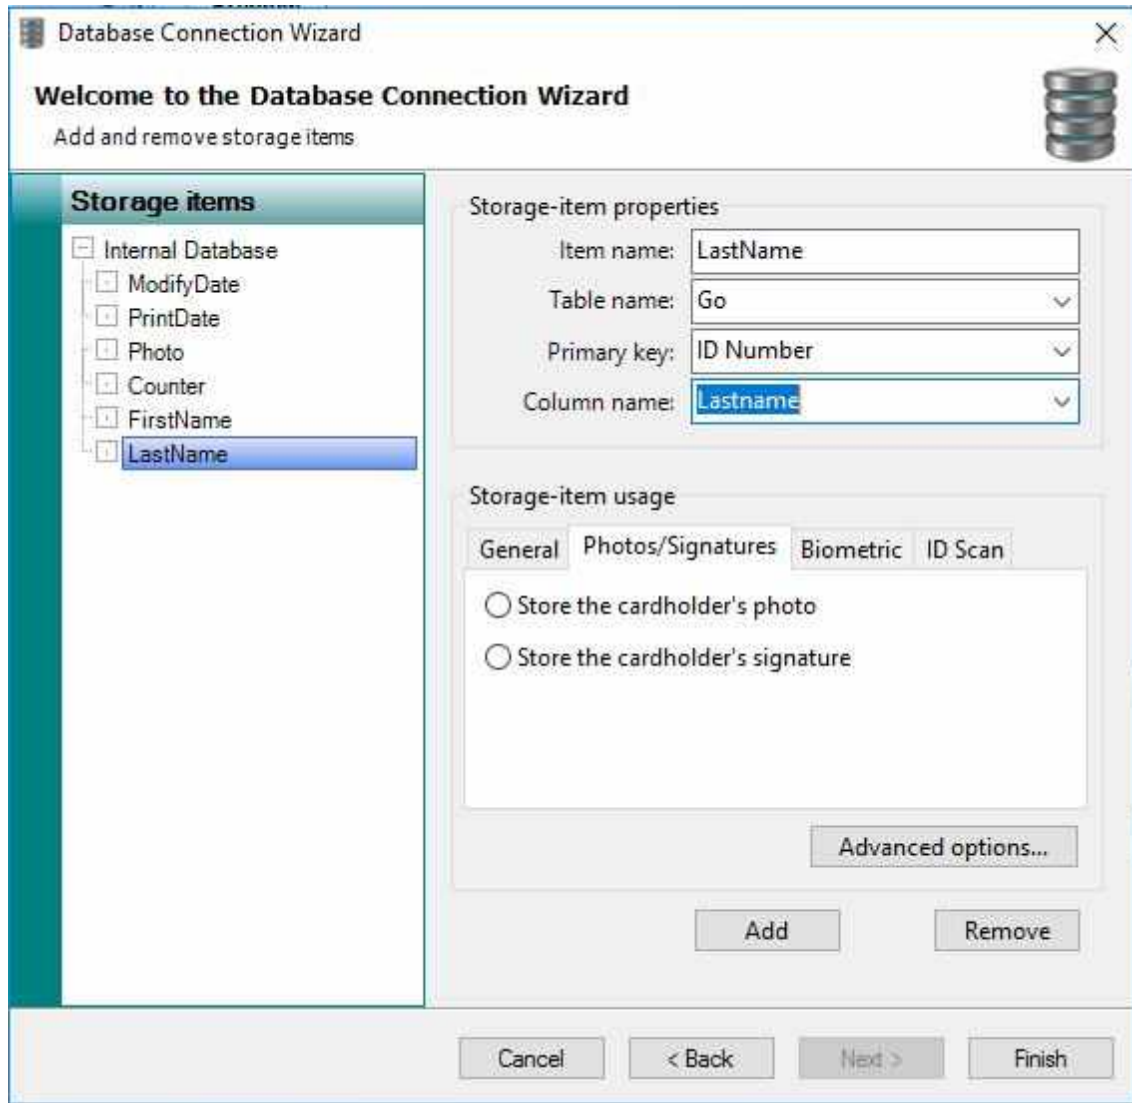 Database Connection Wizard
Welcome to the Database Connection Wizard
Add and remove storage items
Storage items
Internal Database
ModifyDate
PrintDate
Photo
Counter
FirstName
LastName
Storage-item properties
Item name: LastName
Table name: Go
Primary key: ID Number
Column name: Lastname
Storage-item usage
General Photos/Signatures Biometric ID Scan
Store the cardholder's photo
Store the cardholder's signature
Advanced options...
Add Remove
Cancel < Back Next > Finish